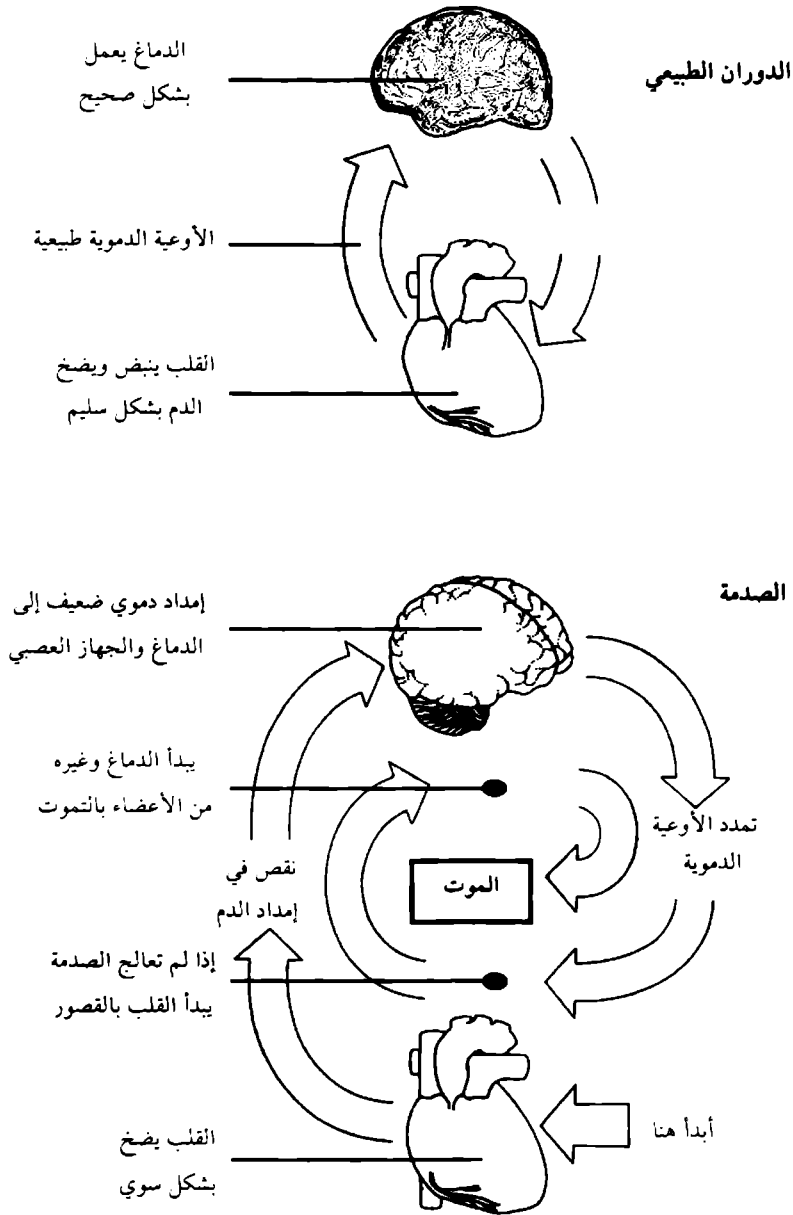 الدوران الطبيعي
الدماغ يعمل
بشكل صحيح
الأوعية الدموية طبيعية
القلب ينبض ويضخ
الدم بشكل سليم
الصدمة
إمداد دموي ضعيف إلى
الدماغ والجهاز العصبي
يبدأ الدماغ وغيره
من الأعضاء بالتموت
تمدد الأوعية
الدموية
الموت
نقص في
إمداد الدم
إذا لم تعالج الصدمة
يبدأ القلب بالقصور
أبدأ هنا
القلب يضخ
بشكل سوي